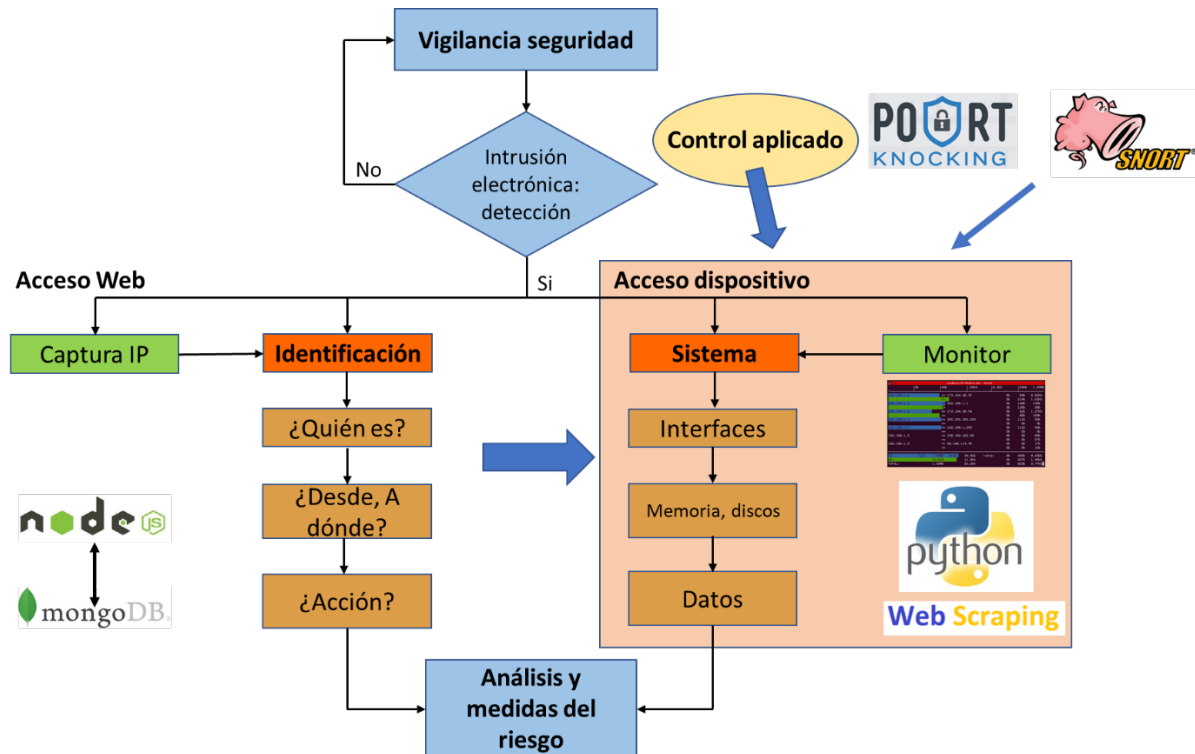 Vigilancia seguridad
Intrusión
electrónica:
detección
No
Si
Control aplicado
PORT
KNOCKING
SNORT
Acceso Web
Acceso dispositivo
Captura IP
Identificación
Sistema
Monitor
¿Quién es?
Interfaces
¿Desde, A
dónde?
Memoria, discos
node JS
mongoDB
¿Acción?
Datos
python
Web Scraping
Análisis y
medidas del
riesgo